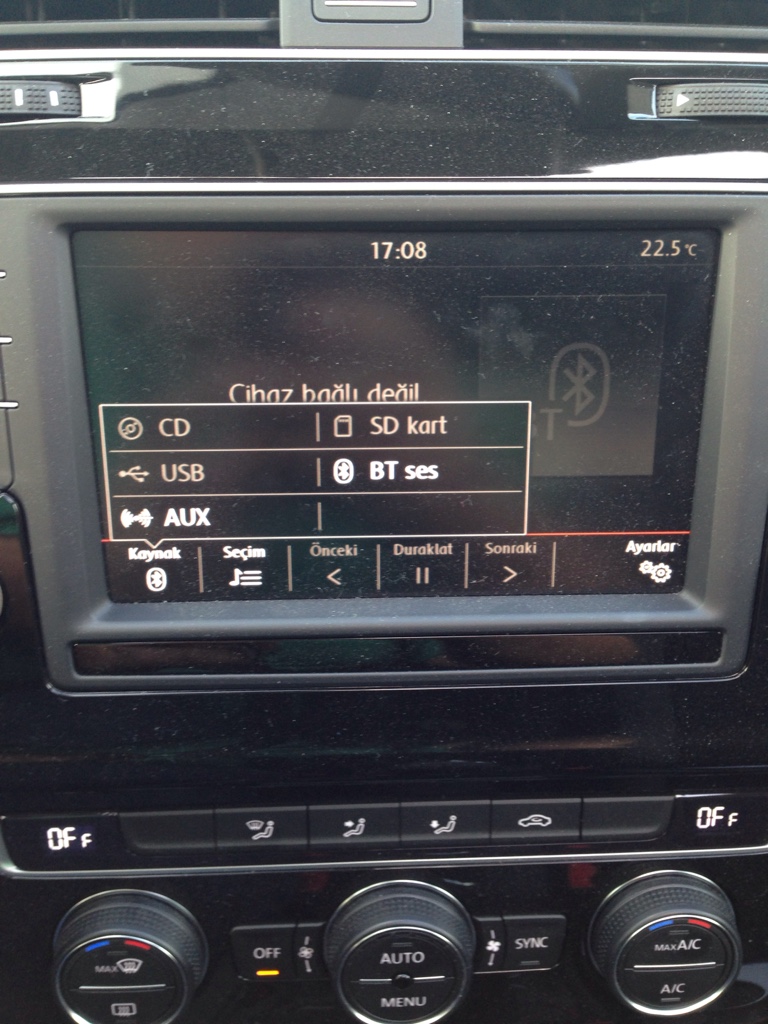 17:08 22.5°C
Cihaz bağlı değil
CD SD kart
USB BT ses
AUX
Kaynak Seçim Önceki Duraklat Sonraki Ayarlar
OFF OFF
OFF AUTO SYNC MAX A/C
MAX
MENU A/C